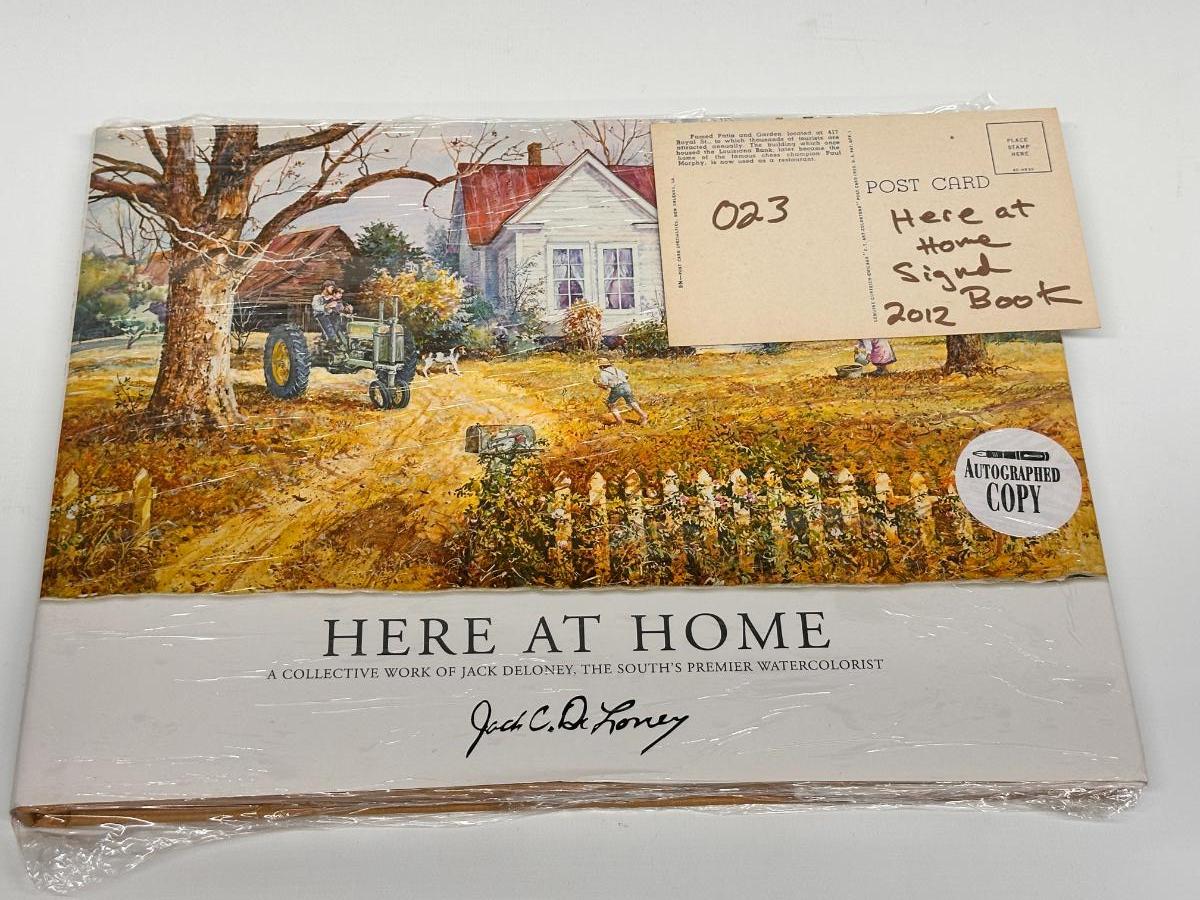 Famed Patio and Garden located at 417
Royal St., to which thousands of tourists are
attracted annually. The building which once
housed the Louisiana Bank, later became the
home of the famous chess champion Paul
Morphy, is now used as a restaurant.
023
PLACE
STAMP
HERE
POST CARD
Here at
Home
Signd
Book
2012
AUTOGRAPHED
COPY
HERE AT HOME
A COLLECTIVE WORK OF JACK DELONEY, THE SOUTH'S PREMIER WATERCOLORIST
Jack C. DeLoney